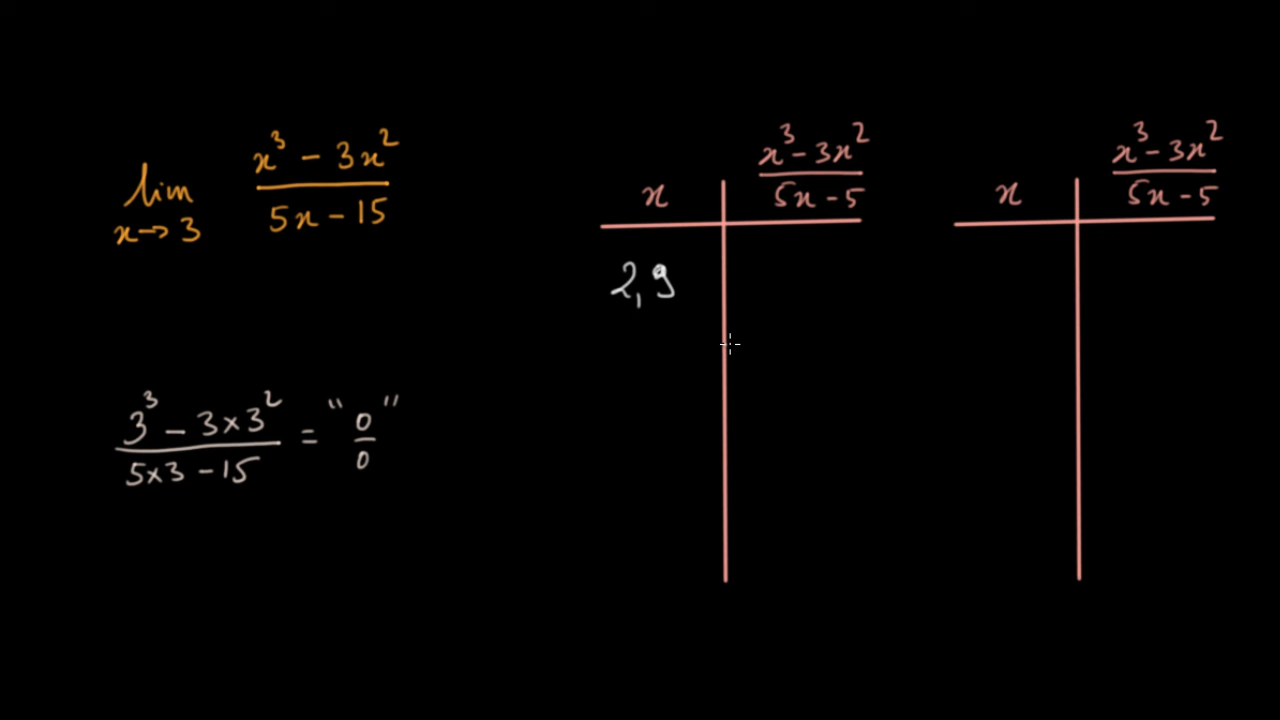 lim x→3 (x³ - 3x²)/(5x - 15)
x | (x³ - 3x²)/(5x - 5)
2,9
x | (x³ - 3x²)/(5x - 5)
(3³ - 3×3²)/(5×3 - 15) = "0/0"